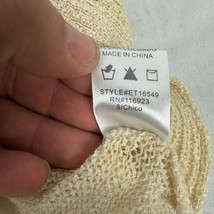 MADE IN CHINA
STYLE#ET16549
RN#116923
S/Chico